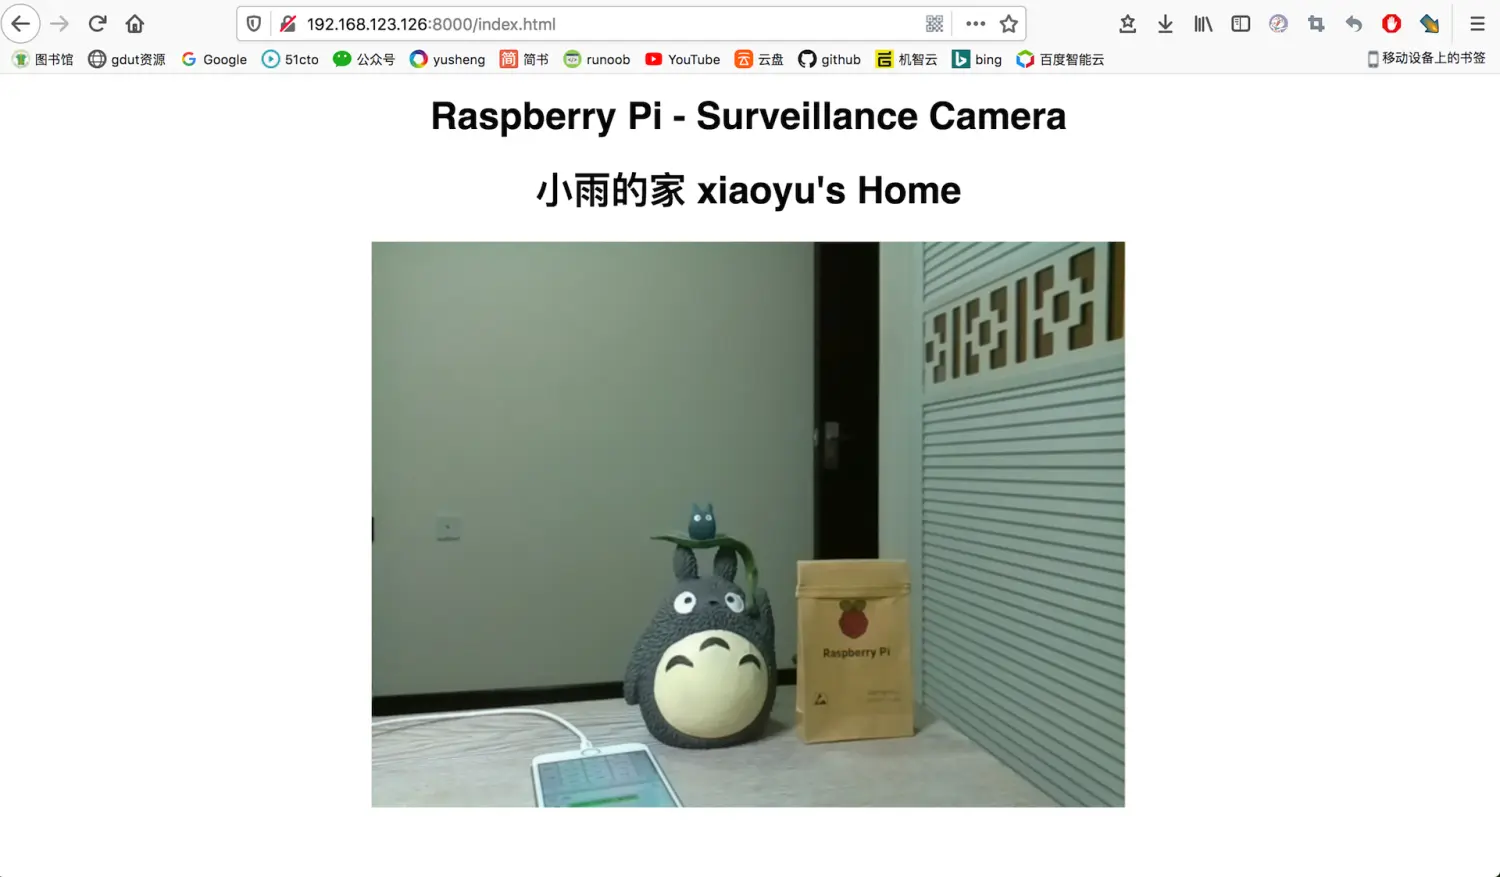 192.168.123.126:8000/index.html
图书馆 gdut资源 Google 51cto 公众号 yusheng 简书 runoob YouTube 云盘 github 机智云 bing 百度智能云 移动设备上的书签
Raspberry Pi - Surveillance Camera
小雨的家 xiaoyu's Home
Raspberry Pi